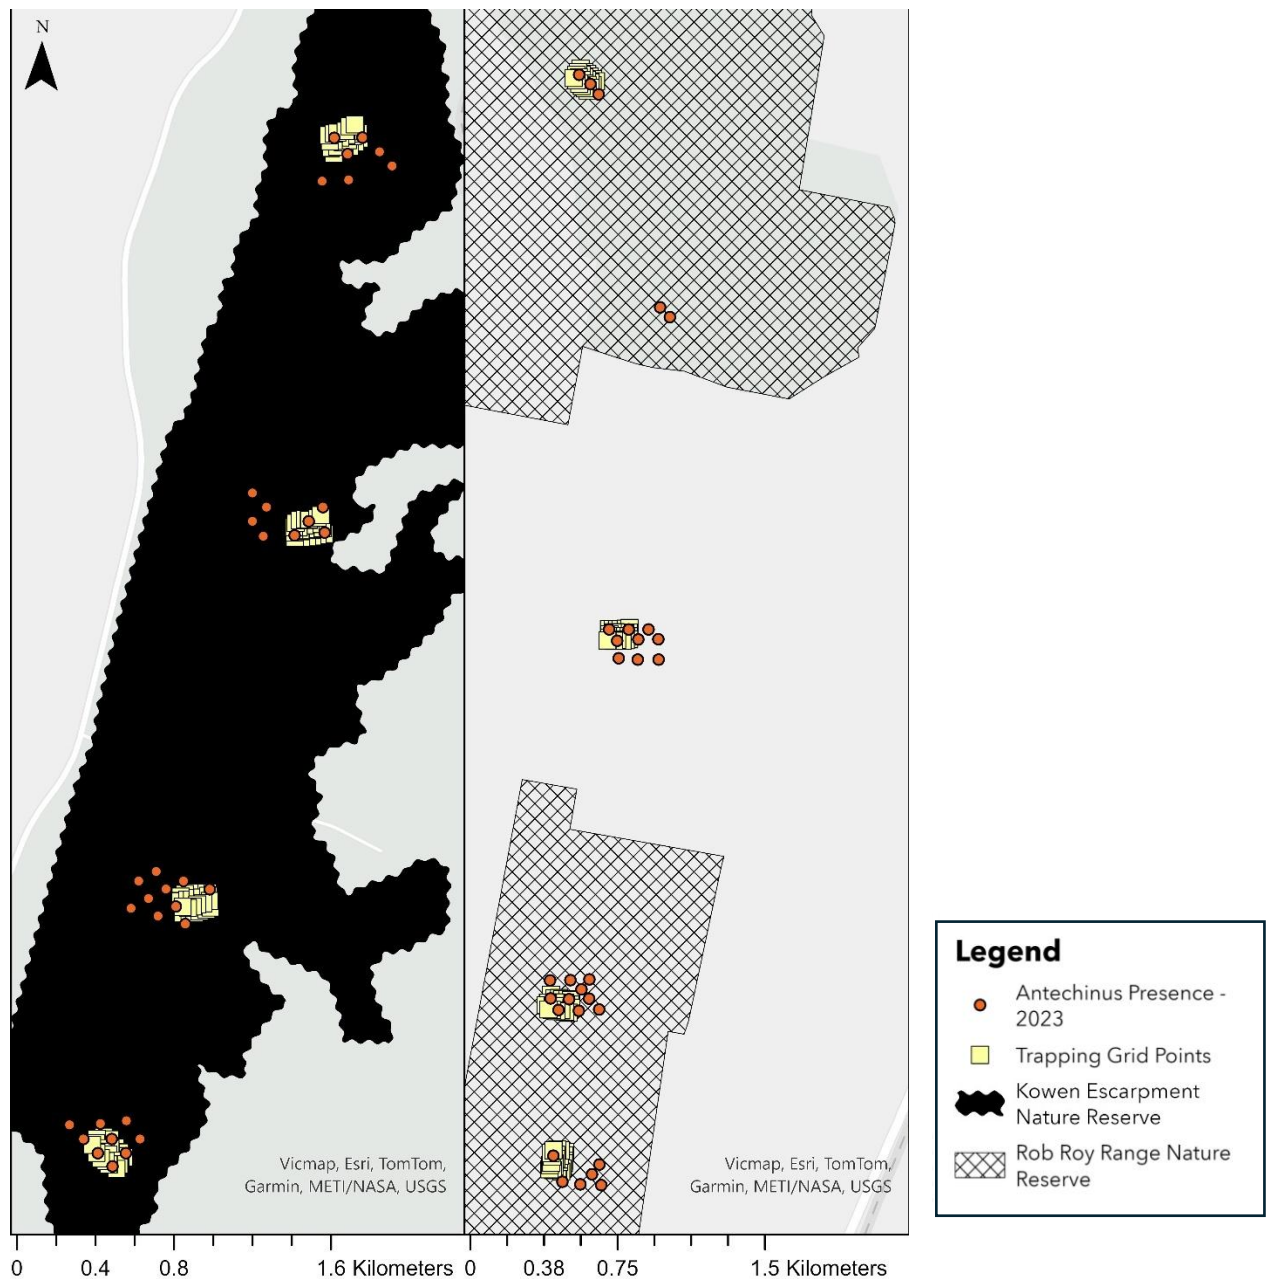 N
Vicmap, Esri, TomTom,
Garmin, METI/NASA, USGS
Vicmap, Esri, TomTom,
Garmin, METI/NASA, USGS
0 0.4 0.8 1.6 Kilometers
0 0.38 0.75 1.5 Kilometers
Legend
Antechinus Presence -
2023
Trapping Grid Points
Kowen Escarpment
Nature Reserve
Rob Roy Range Nature
Reserve